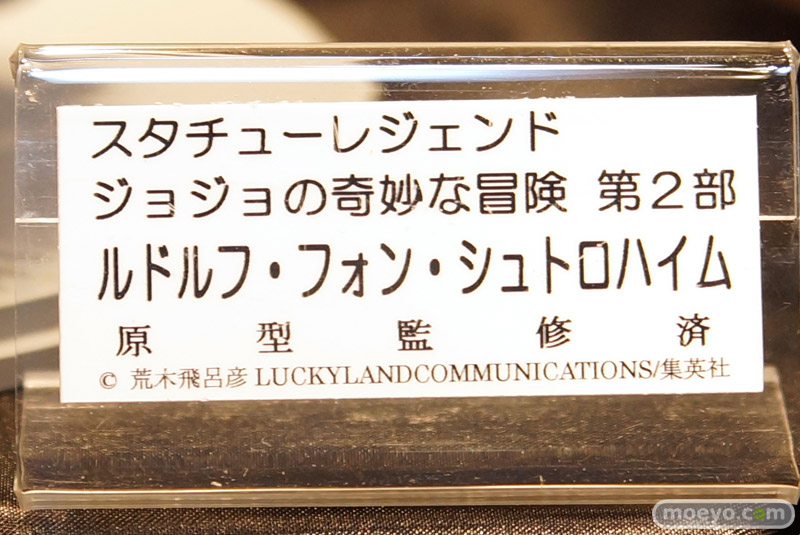 スタチューレジェンド
ジョジョの奇妙な冒険 第2部
ルドルフ・フォン・シュトロハイム
原型監修済
© 荒木飛呂彦 LUCKYLANDCOMMUNICATIONS/集英社
moeyo.com